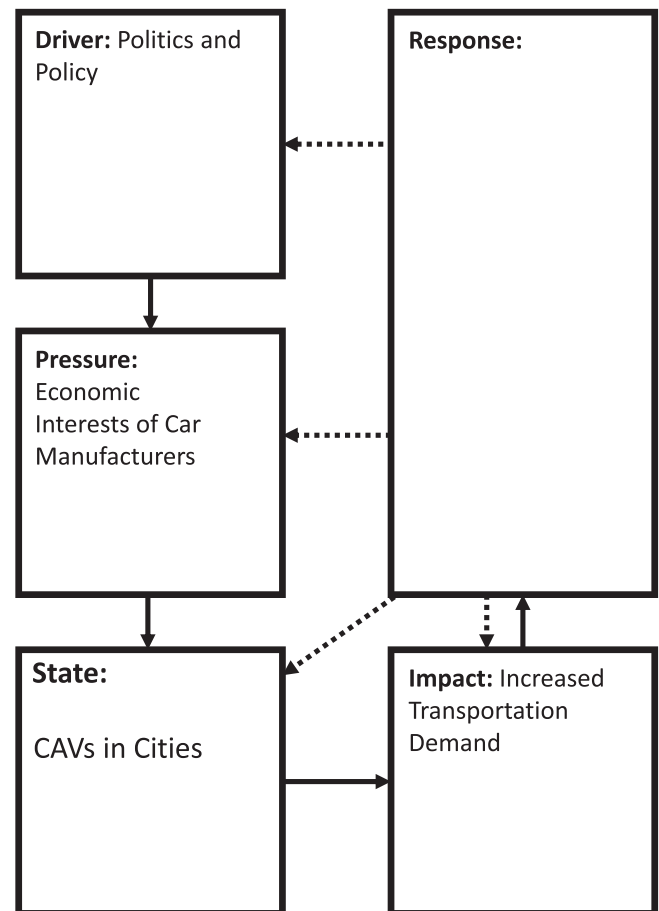 Driver: Politics and
Policy
Response:
Pressure:
Economic
Interests of Car
Manufacturers
State:
CAVs in Cities
Impact: Increased
Transportation
Demand